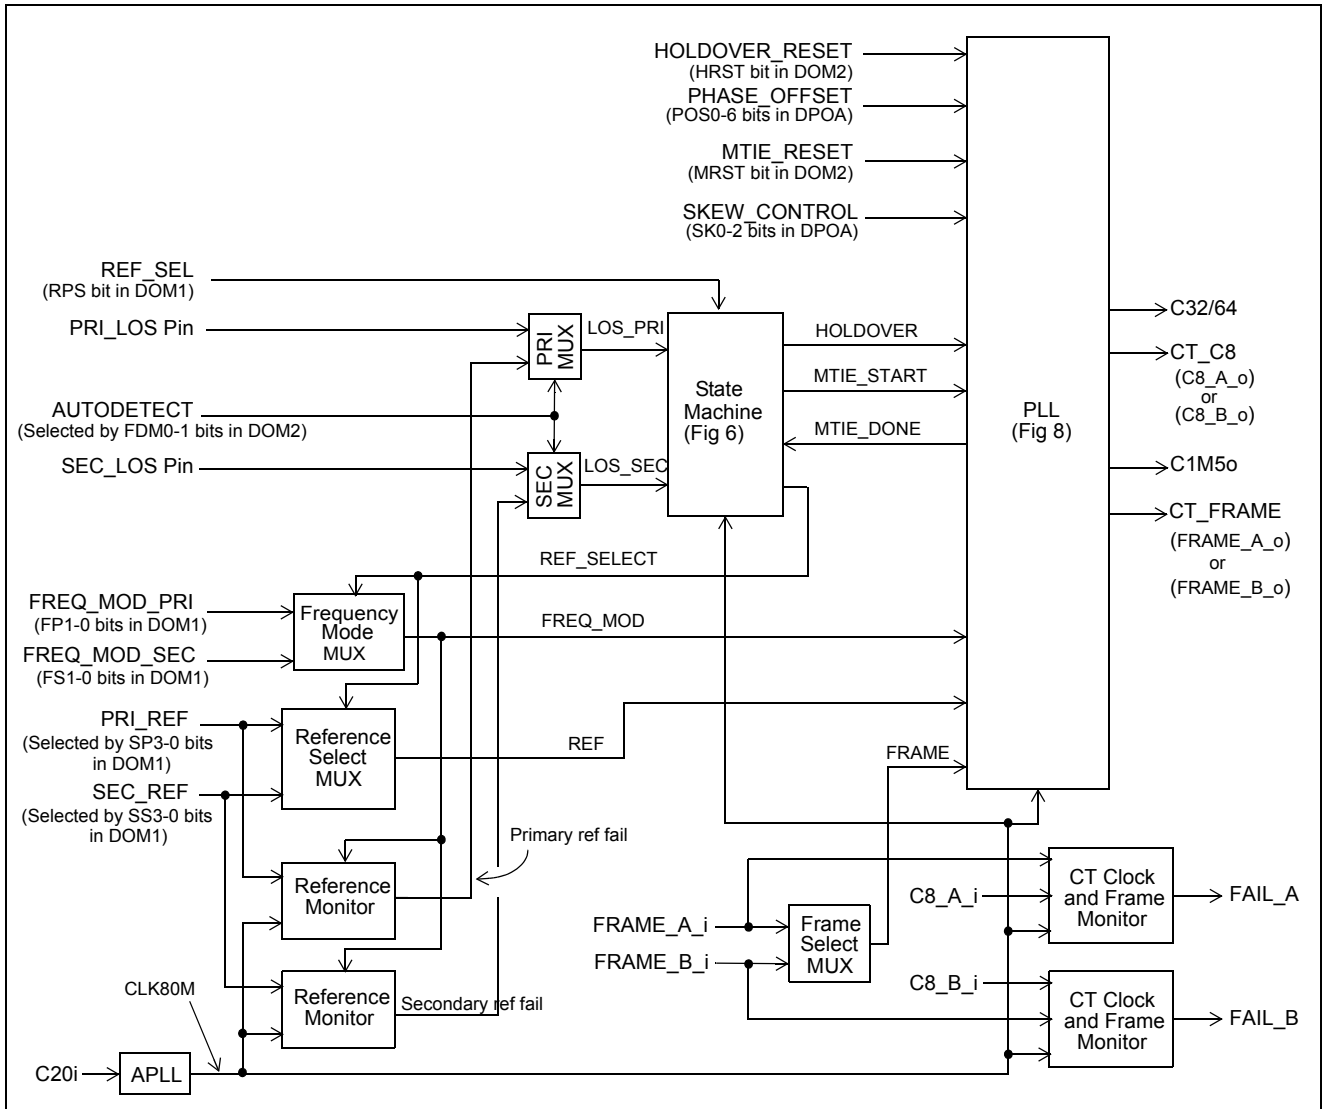 HOLDOVER_RESET
(HRST bit in DOM2)
PHASE_OFFSET
(POS0-6 bits in DPOA)
MTIE_RESET
(MRST bit in DOM2)
SKEW_CONTROL
(SK0-2 bits in DPOA)
REF_SEL
(RPS bit in DOM1)
PRI_LOS Pin
AUTODETECT
(Selected by FDM0-1 bits in DOM2)
SEC_LOS Pin
PRI
MUX
SEC
MUX
LOS_PRI
LOS_SEC
State
Machine
(Fig 6)
HOLDOVER
MTIE_START
MTIE_DONE
PLL
(Fig 8)
C32/64
CT_C8
(C8_A_o)
or
(C8_B_o)
C1M5o
CT_FRAME
(FRAME_A_o)
or
(FRAME_B_o)
REF_SELECT
FREQ_MOD_PRI
(FP1-0 bits in DOM1)
FREQ_MOD_SEC
(FS1-0 bits in DOM1)
Frequency
Mode
MUX
FREQ_MOD
PRI_REF
(Selected by SP3-0 bits
in DOM1)
SEC_REF
(Selected by SS3-0 bits
in DOM1)
Reference
Select
MUX
REF
FRAME
Primary ref fail
Reference
Monitor
Reference
Monitor
Secondary ref fail
CLK80M
C20i
APLL
FRAME_A_i
FRAME_B_i
Frame
Select
MUX
C8_A_i
C8_B_i
CT Clock
and Frame
Monitor
FAIL_A
CT Clock
and Frame
Monitor
FAIL_B